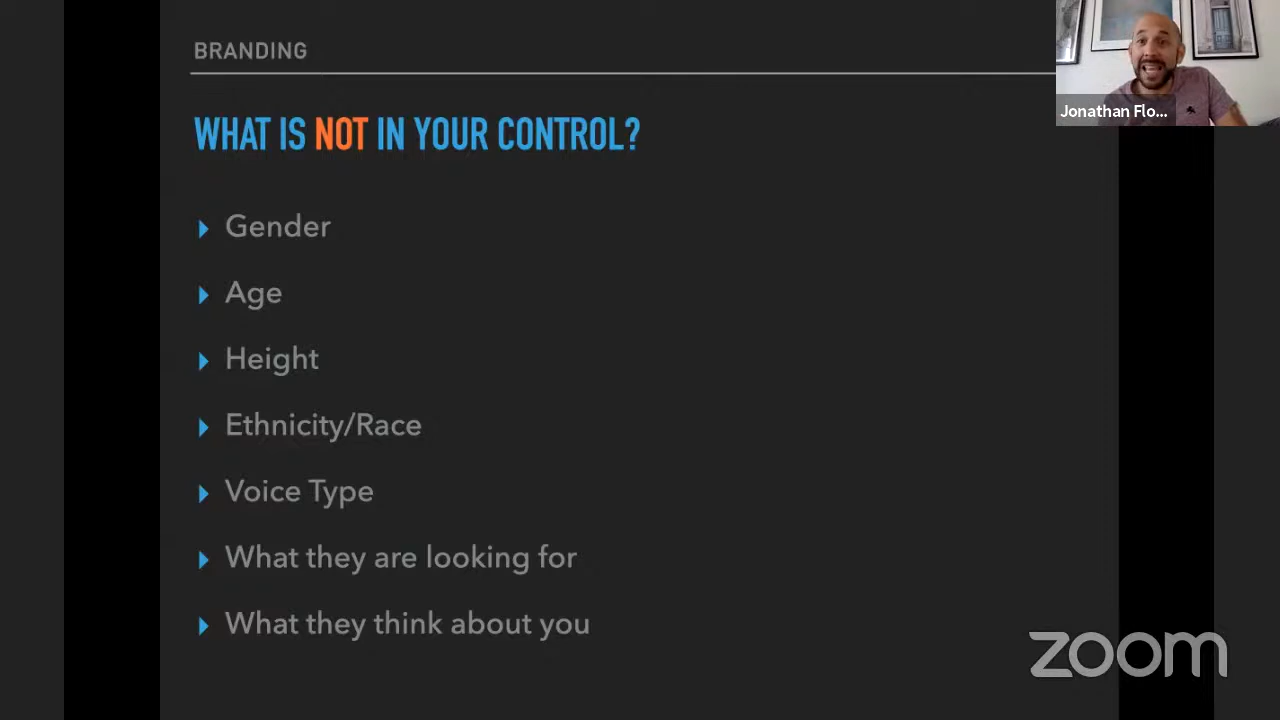 BRANDING
Jonathan Flo...
WHAT IS NOT IN YOUR CONTROL?
Gender
Age
Height
Ethnicity/Race
Voice Type
What they are looking for
What they think about you
zoom